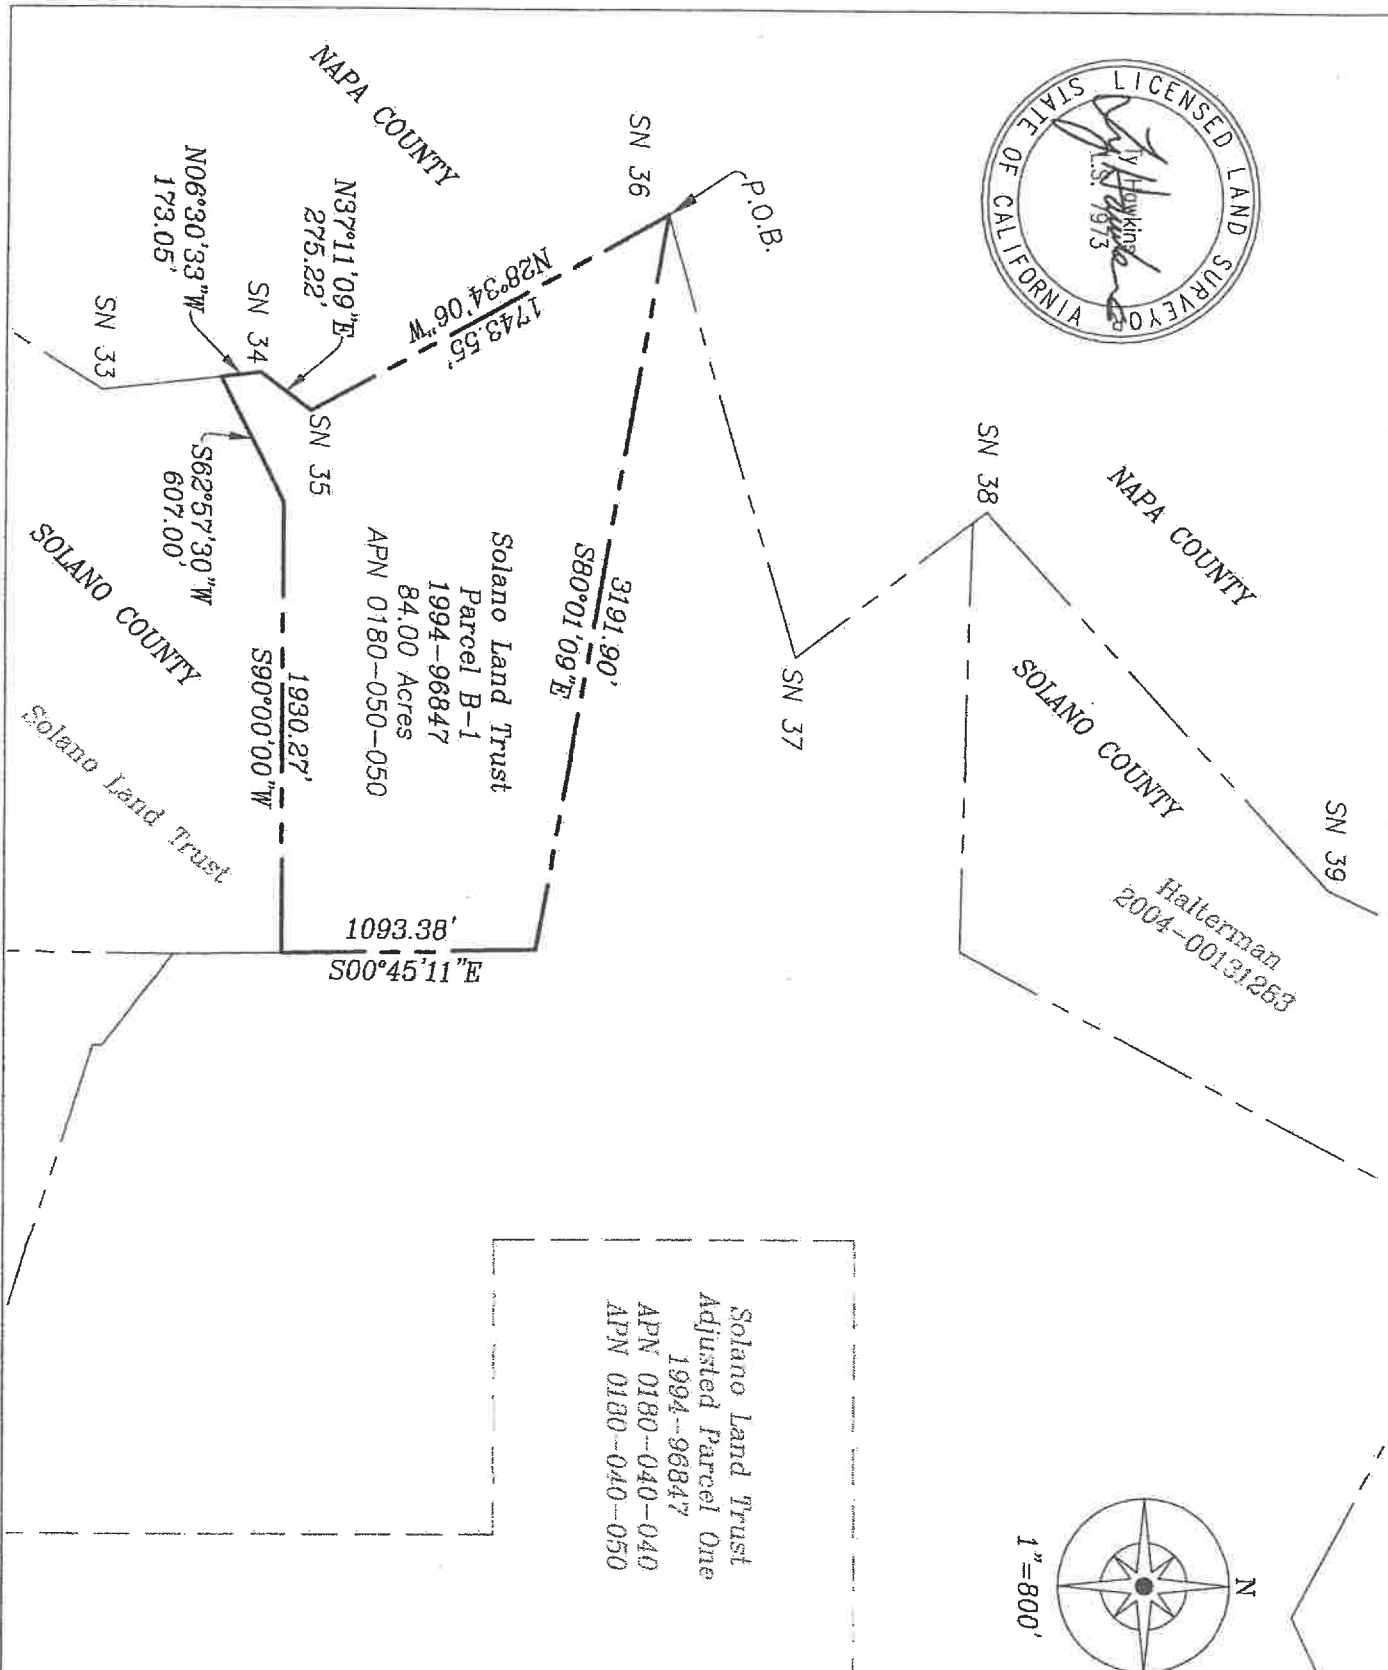 LICENSED LAND SURVEYOR
STATE OF CALIFORNIA
Ty Hawkins
L.S. 7973
NAPA COUNTY
SN 36
P.O.B.
N37°11'09"E
275.22'
N06°30'33"W
173.05'
SN 34
SN 33
SN 35
1743.55'
N28°34'06"W
S62°57'30"W
607.00'
SOLANO COUNTY
Solano Land Trust
1930.27'
S90°00'00"W
Solano Land Trust
Parcel B-1
1994-96847
84.00 Acres
APN 0180-050-050
3191.90'
S80°01'09"E
1093.38'
S00°45'11"E
SN 37
SN 38
NAPA COUNTY
SOLANO COUNTY
SN 39
Halterman
2004-00131283
Solano Land Trust
Adjusted Parcel One
1994-96847
APN 0180-040-040
APN 0180-040-050
N
1"=800'